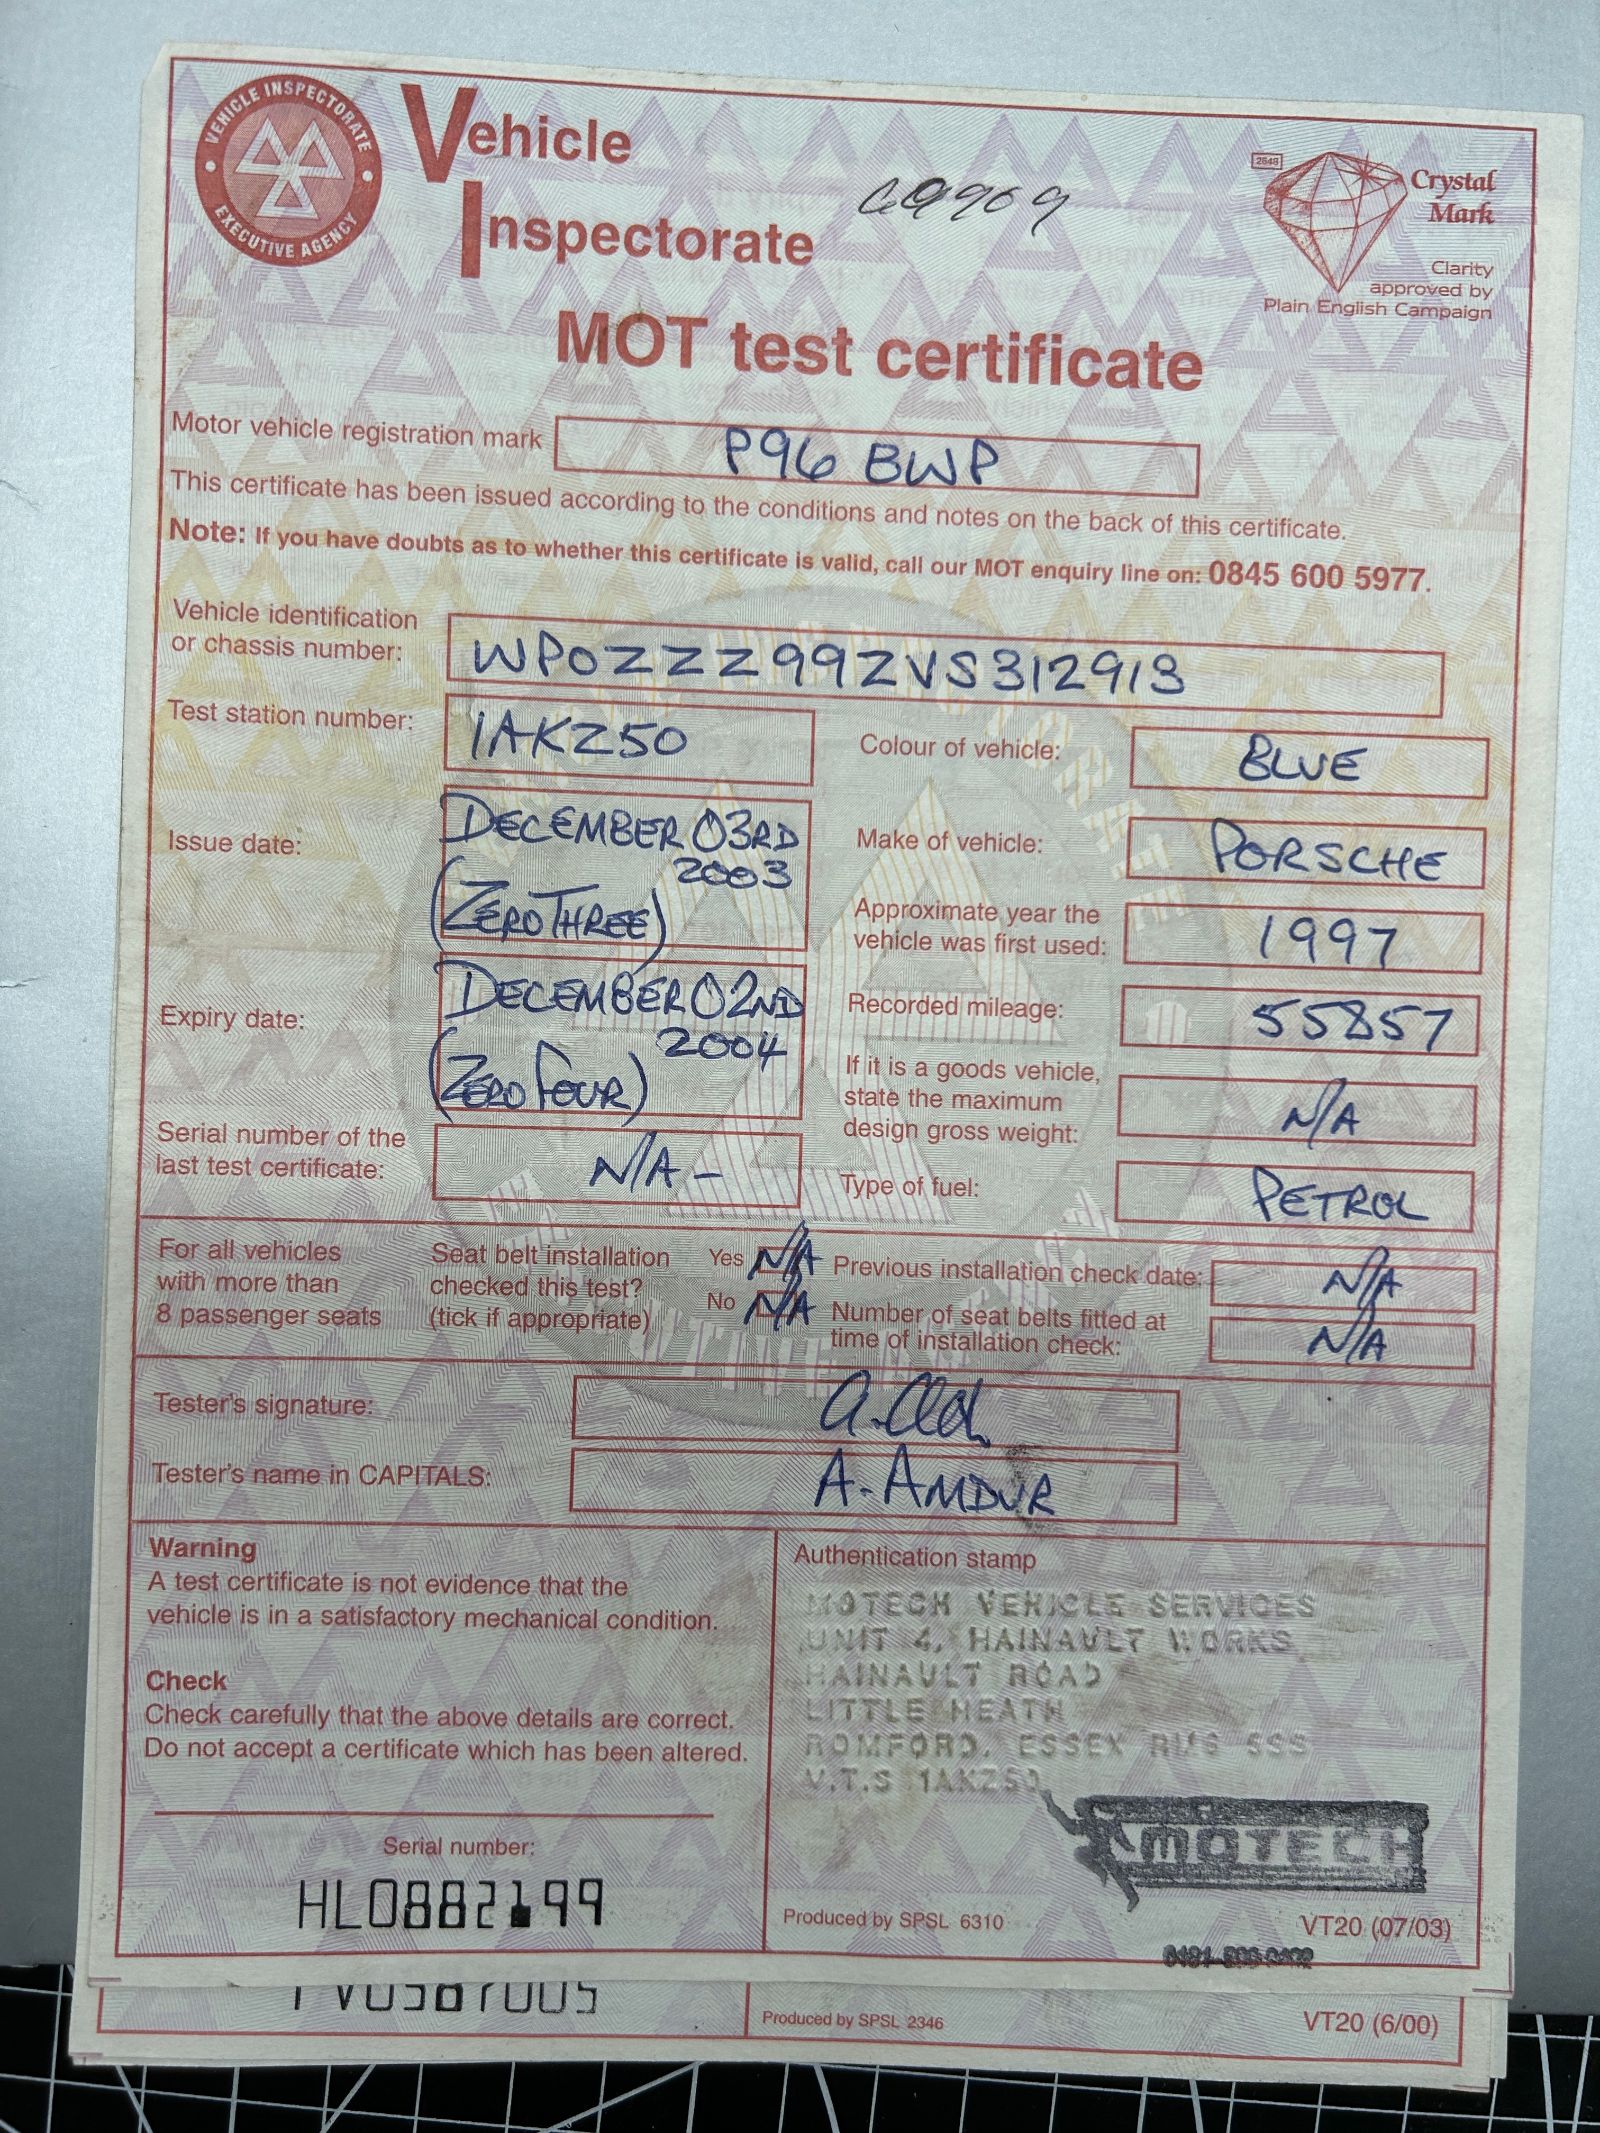 VEHICLE INSPECTORATE
EXECUTIVE AGENCY
Vehicle
Inspectorate
2648
Crystal
Mark
Clarity
approved by
Plain English Campaign
MOT test certificate
Motor vehicle registration mark P96 BWP
This certificate has been issued according to the conditions and notes on the back of this certificate.
Note: If you have doubts as to whether this certificate is valid, call our MOT enquiry line on: 0845 600 5977.
Vehicle identification
or chassis number: WP0ZZZ99ZVS312913
Test station number: 1AKZ50
Colour of vehicle: BLUE
Issue date: DECEMBER 03RD
2003
(ZERO THREE)
Make of vehicle: PORSCHE
Approximate year the
vehicle was first used: 1997
Expiry date: DECEMBER 02ND
2004
(ZERO FOUR)
Recorded mileage: 55857
If it is a goods vehicle,
state the maximum
design gross weight: N/A
Serial number of the
last test certificate: N/A -
Type of fuel: PETROL
For all vehicles
with more than
8 passenger seats
Seat belt installation
checked this test?
(tick if appropriate)
Yes N/A
No N/A
Previous installation check date: N/A
Number of seat belts fitted at
time of installation check: N/A
Tester's signature:
Tester's name in CAPITALS: A. AMDUR
Warning
A test certificate is not evidence that the
vehicle is in a satisfactory mechanical condition.
Check
Check carefully that the above details are correct.
Do not accept a certificate which has been altered.
Serial number:
HL0882199
Authentication stamp
MOTECH VEHICLE SERVICES
UNIT 4, HAINAULT WORKS
HAINAULT ROAD
LITTLE HEATH
ROMFORD, ESSEX RM6 5SS
V.T.S 1AKZ50
MOTECH
Produced by SPSL 6310
VT20 (07/03)
Produced by SPSL 2346
VT20 (6/00)